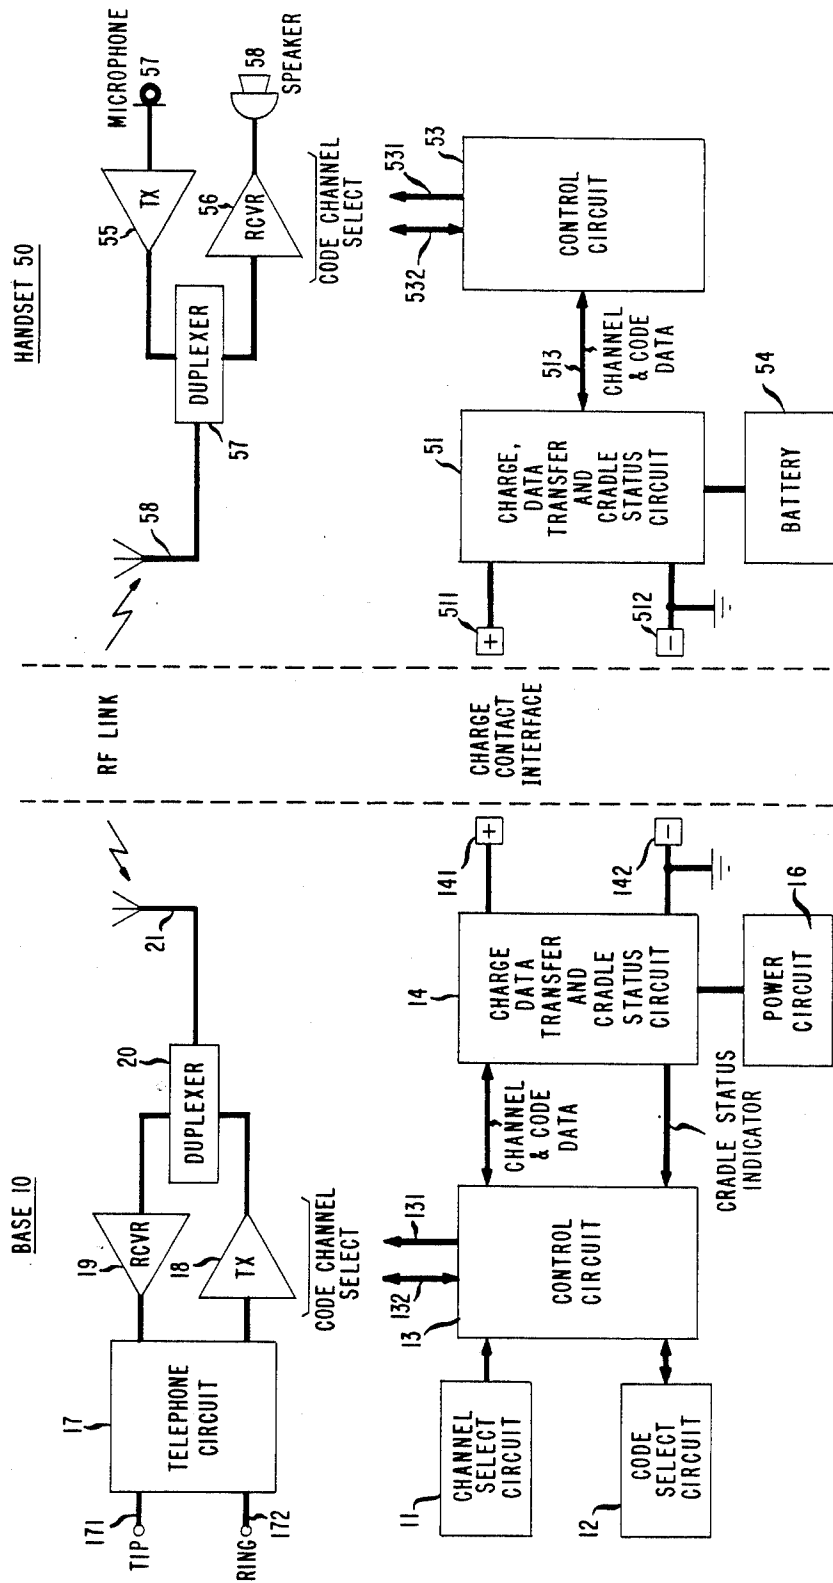 BASE 10
HANDSET 50
TIP
171
RING
172
17
TELEPHONE
CIRCUIT
19
RCVR
18
TX
20
DUPLEXER
21
RF LINK
58
DUPLEXER
57
55
TX
56
RCVR
MICROPHONE
57
58
SPEAKER
CODE CHANNEL
SELECT
CODE CHANNEL
SELECT
11
CHANNEL
SELECT
CIRCUIT
12
CODE
SELECT
CIRCUIT
13
132
131
CONTROL
CIRCUIT
CHANNEL
& CODE
DATA
CRADLE STATUS
INDICATOR
14
CHARGE
DATA
TRANSFER
AND
CRADLE
STATUS
CIRCUIT
141
+
142
−
16
POWER
CIRCUIT
CHARGE
CONTACT
INTERFACE
511
+
512
−
51
CHARGE,
DATA
TRANSFER
AND
CRADLE
STATUS
CIRCUIT
54
BATTERY
513
CHANNEL
& CODE
DATA
532
531
53
CONTROL
CIRCUIT